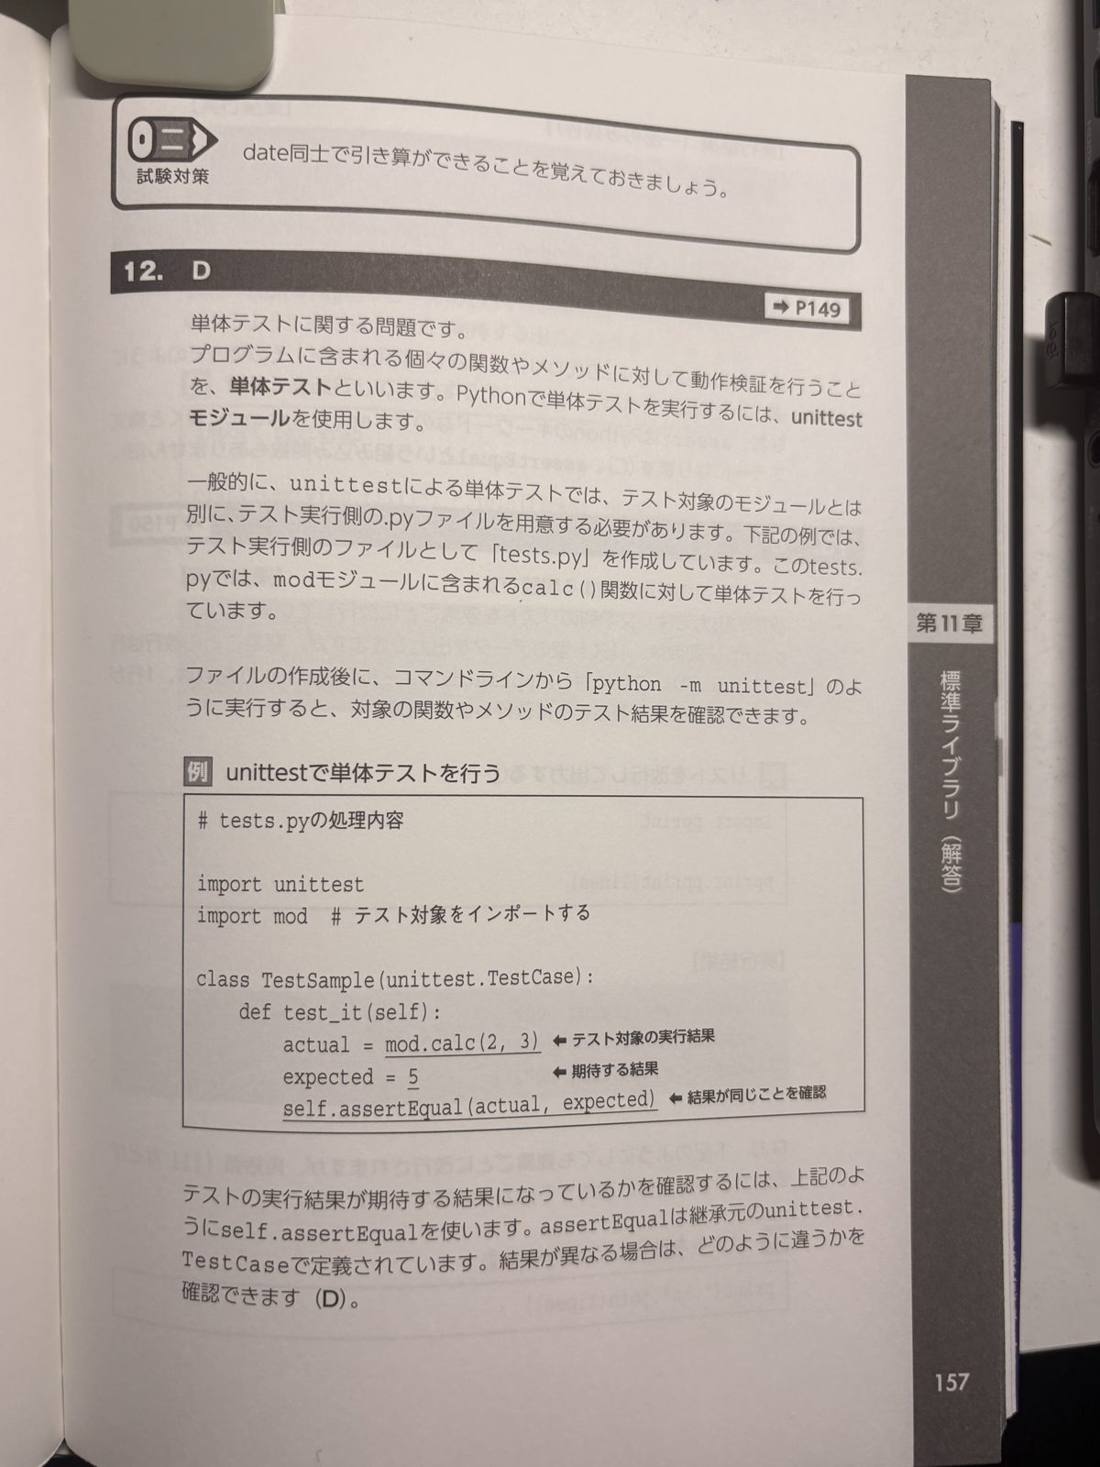 試験対策
date同士で引き算ができることを覚えておきましょう。
12. D
➡ P149
単体テストに関する問題です。
プログラムに含まれる個々の関数やメソッドに対して動作検証を行うこと
を、単体テストといいます。Pythonで単体テストを実行するには、unittest
モジュールを使用します。
一般的に、unittestによる単体テストでは、テスト対象のモジュールとは
別に、テスト実行側の.pyファイルを用意する必要があります。下記の例では、
テスト実行側のファイルとして「tests.py」を作成しています。このtests.
pyでは、modモジュールに含まれるcalc()関数に対して単体テストを行っ
ています。
ファイルの作成後に、コマンドラインから「python -m unittest」のよ
うに実行すると、対象の関数やメソッドのテスト結果を確認できます。
例 unittestで単体テストを行う
# tests.pyの処理内容
import unittest
import mod # テスト対象をインポートする
class TestSample(unittest.TestCase):
def test_it(self):
actual = mod.calc(2, 3) ⬅ テスト対象の実行結果
expected = 5 ⬅ 期待する結果
self.assertEqual(actual, expected) ⬅ 結果が同じことを確認
テストの実行結果が期待する結果になっているかを確認するには、上記のよ
うにself.assertEqualを使います。assertEqualは継承元のunittest.
TestCaseで定義されています。結果が異なる場合は、どのように違うかを
確認できます（D）。
第11章
標準ライブラリ（解答）
157